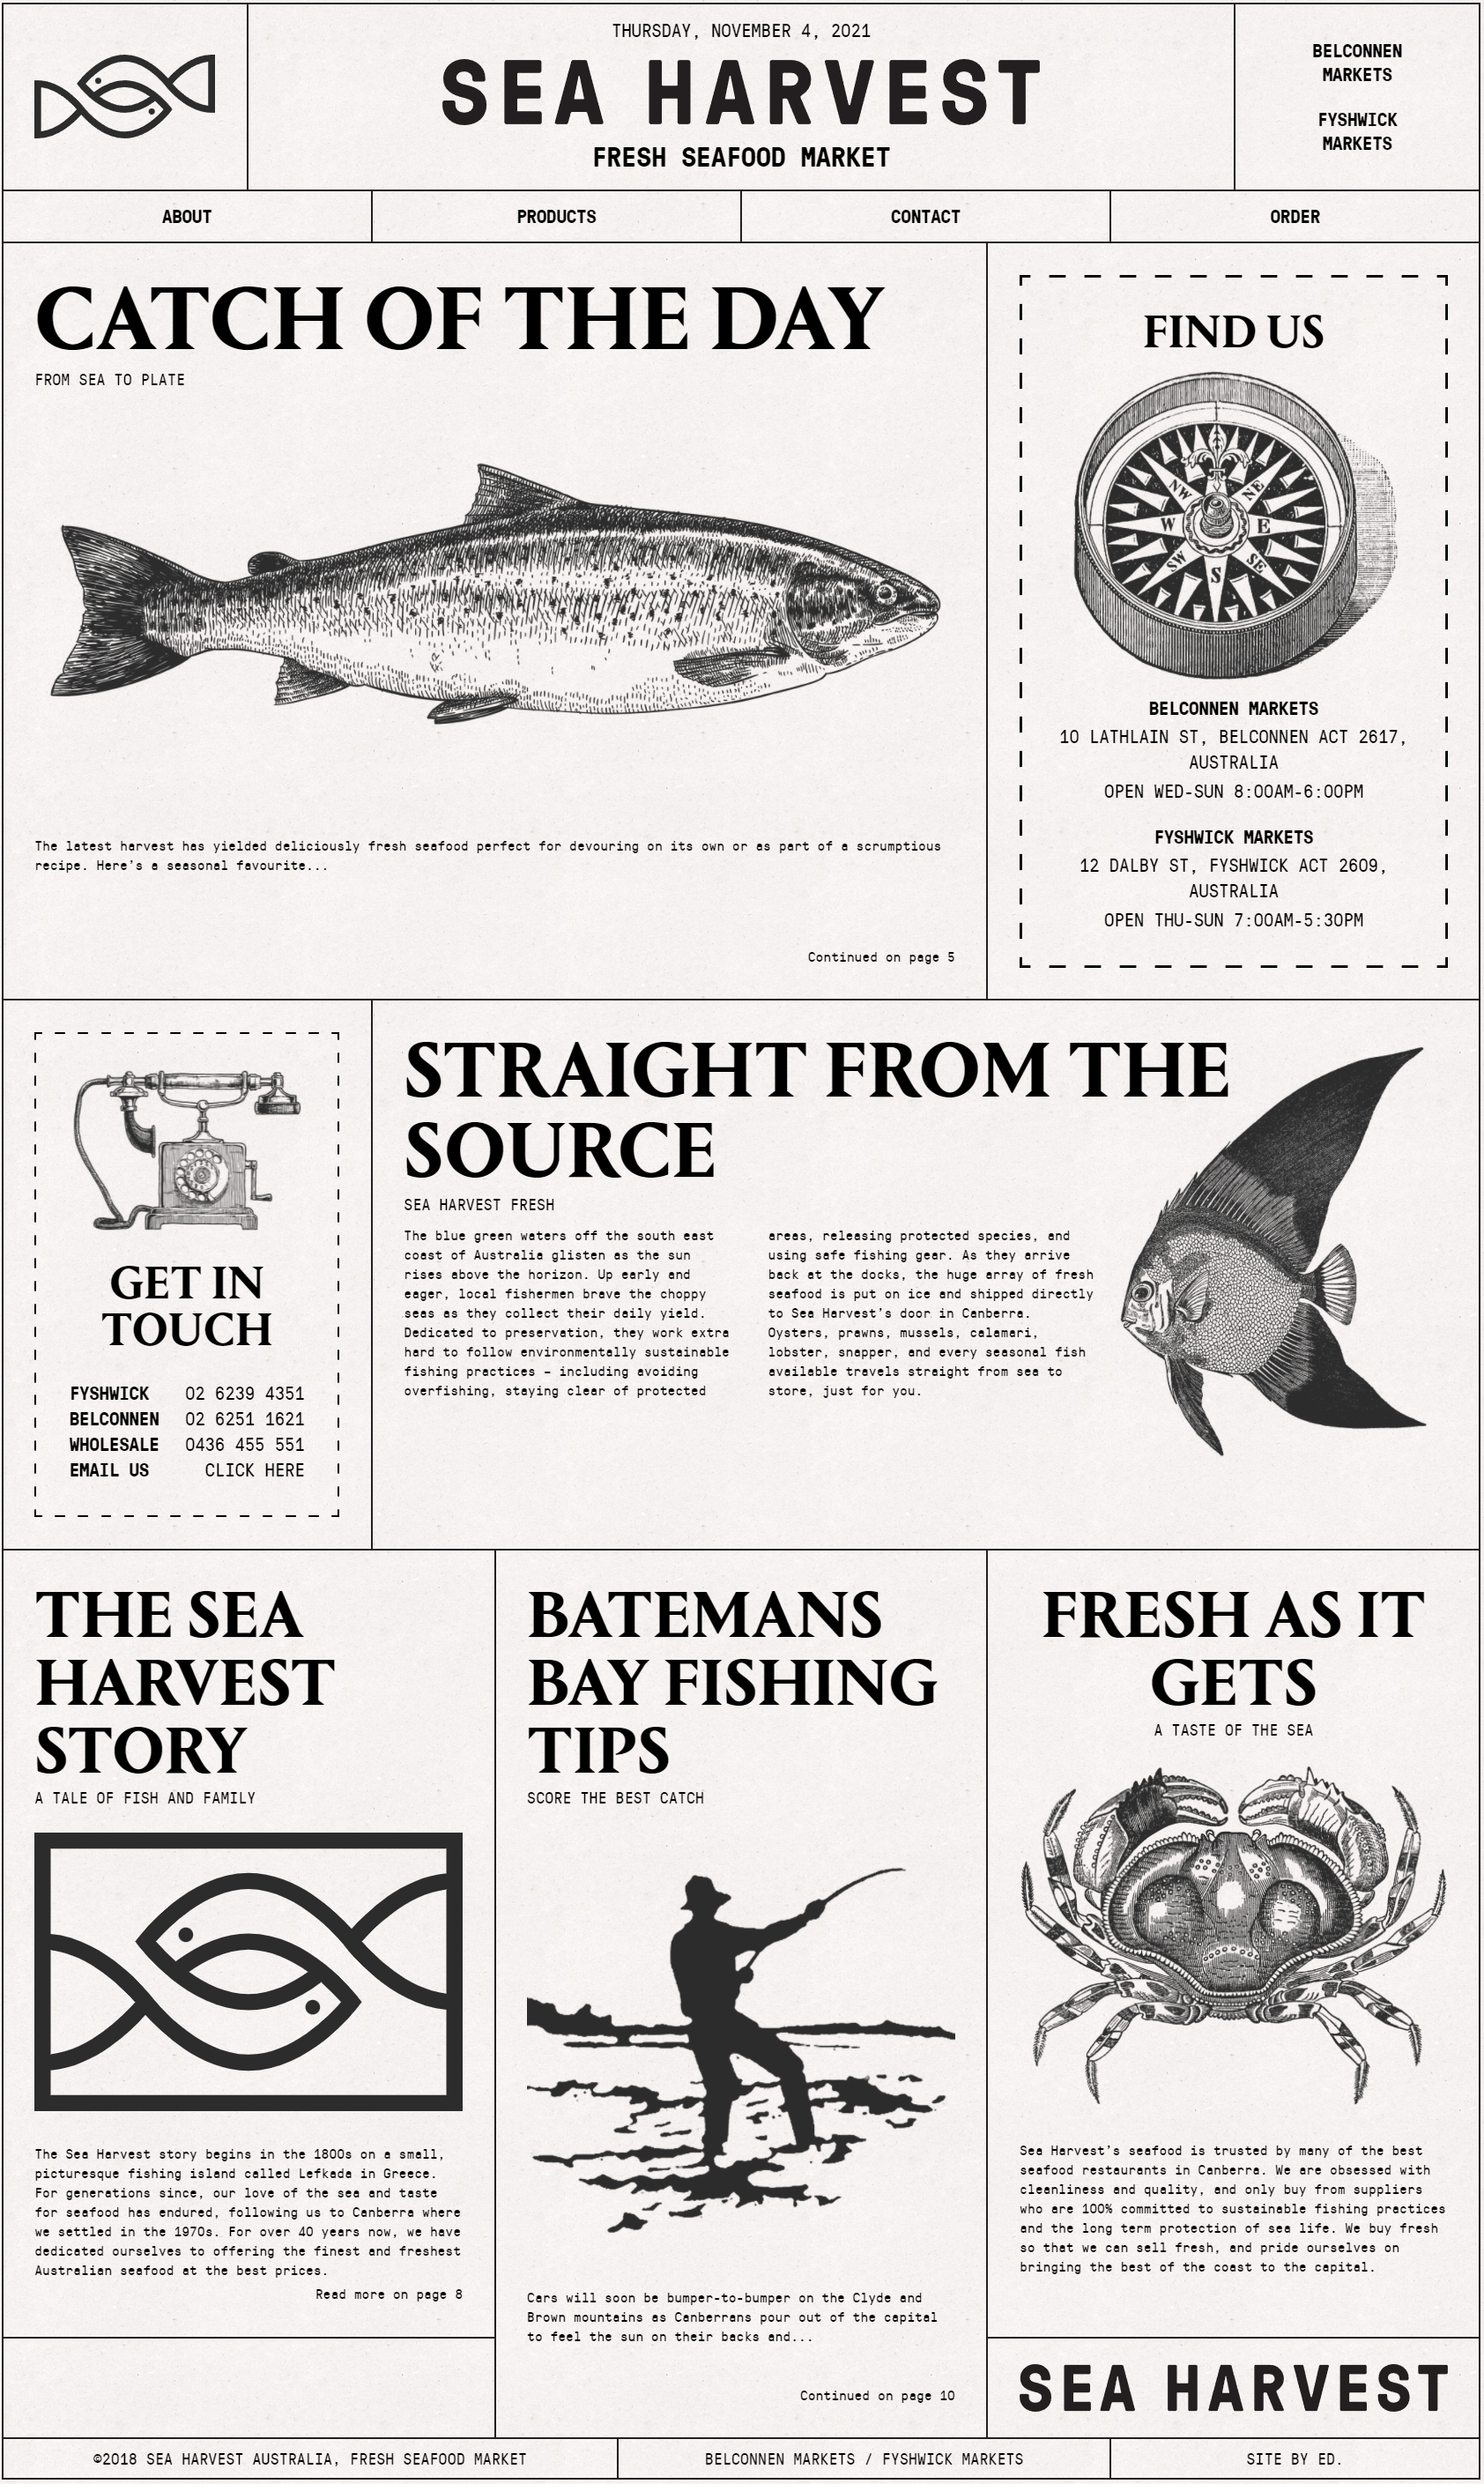 THURSDAY, NOVEMBER 4, 2021
SEA HARVEST
FRESH SEAFOOD MARKET
BELCONNEN
MARKETS
FYSHWICK
MARKETS
ABOUT
PRODUCTS
CONTACT
ORDER
CATCH OF THE DAY
FROM SEA TO PLATE
The latest harvest has yielded deliciously fresh seafood perfect for devouring on its own or as part of a scrumptious
recipe. Here's a seasonal favourite...
Continued on page 5
FIND US
NW
NE
W
E
SW
SE
S
BELCONNEN MARKETS
10 LATHLAIN ST, BELCONNEN ACT 2617,
AUSTRALIA
OPEN WED-SUN 8:00AM-6:00PM
FYSHWICK MARKETS
12 DALBY ST, FYSHWICK ACT 2609,
AUSTRALIA
OPEN THU-SUN 7:00AM-5:30PM
GET IN
TOUCH
FYSHWICK 02 6239 4351
BELCONNEN 02 6251 1621
WHOLESALE 0436 455 551
EMAIL US CLICK HERE
STRAIGHT FROM THE
SOURCE
SEA HARVEST FRESH
The blue green waters off the south east
coast of Australia glisten as the sun
rises above the horizon. Up early and
eager, local fishermen brave the choppy
seas as they collect their daily yield.
Dedicated to preservation, they work extra
hard to follow environmentally sustainable
fishing practices – including avoiding
overfishing, staying clear of protected
areas, releasing protected species, and
using safe fishing gear. As they arrive
back at the docks, the huge array of fresh
seafood is put on ice and shipped directly
to Sea Harvest's door in Canberra.
Oysters, prawns, mussels, calamari,
lobster, snapper, and every seasonal fish
available travels straight from sea to
store, just for you.
THE SEA
HARVEST
STORY
A TALE OF FISH AND FAMILY
The Sea Harvest story begins in the 1800s on a small,
picturesque fishing island called Lefkada in Greece.
For generations since, our love of the sea and taste
for seafood has endured, following us to Canberra where
we settled in the 1970s. For over 40 years now, we have
dedicated ourselves to offering the finest and freshest
Australian seafood at the best prices.
Read more on page 8
BATEMANS
BAY FISHING
TIPS
SCORE THE BEST CATCH
Cars will soon be bumper-to-bumper on the Clyde and
Brown mountains as Canberrans pour out of the capital
to feel the sun on their backs and...
Continued on page 10
FRESH AS IT
GETS
A TASTE OF THE SEA
Sea Harvest's seafood is trusted by many of the best
seafood restaurants in Canberra. We are obsessed with
cleanliness and quality, and only buy from suppliers
who are 100% committed to sustainable fishing practices
and the long term protection of sea life. We buy fresh
so that we can sell fresh, and pride ourselves on
bringing the best of the coast to the capital.
SEA HARVEST
©2018 SEA HARVEST AUSTRALIA, FRESH SEAFOOD MARKET
BELCONNEN MARKETS / FYSHWICK MARKETS
SITE BY ED.